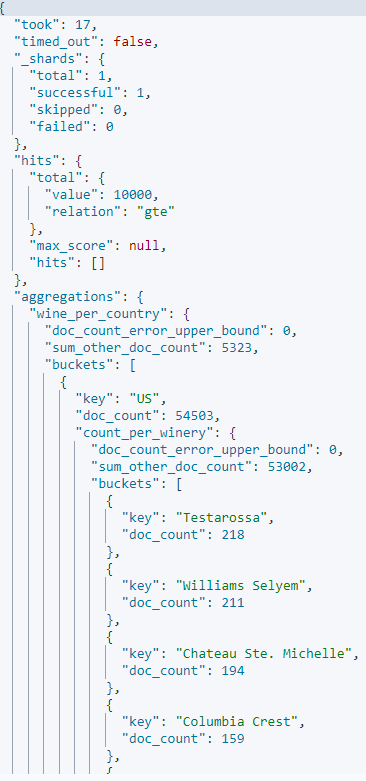 {
"took": 17,
"timed_out": false,
"_shards": {
"total": 1,
"successful": 1,
"skipped": 0,
"failed": 0
},
"hits": {
"total": {
"value": 10000,
"relation": "gte"
},
"max_score": null,
"hits": []
},
"aggregations": {
"wine_per_country": {
"doc_count_error_upper_bound": 0,
"sum_other_doc_count": 5323,
"buckets": [
{
"key": "US",
"doc_count": 54503,
"count_per_winery": {
"doc_count_error_upper_bound": 0,
"sum_other_doc_count": 53002,
"buckets": [
{
"key": "Testarossa",
"doc_count": 218
},
{
"key": "Williams Selyem",
"doc_count": 211
},
{
"key": "Chateau Ste. Michelle",
"doc_count": 194
},
{
"key": "Columbia Crest",
"doc_count": 159
},
{